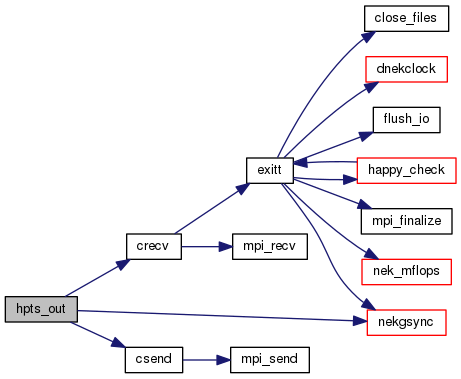 close_files
dnekclock
flush_io
exitt
happy_check
mpi_finalize
crecv
mpi_recv
nek_mflops
hpts_out
nekgsync
csend
mpi_send